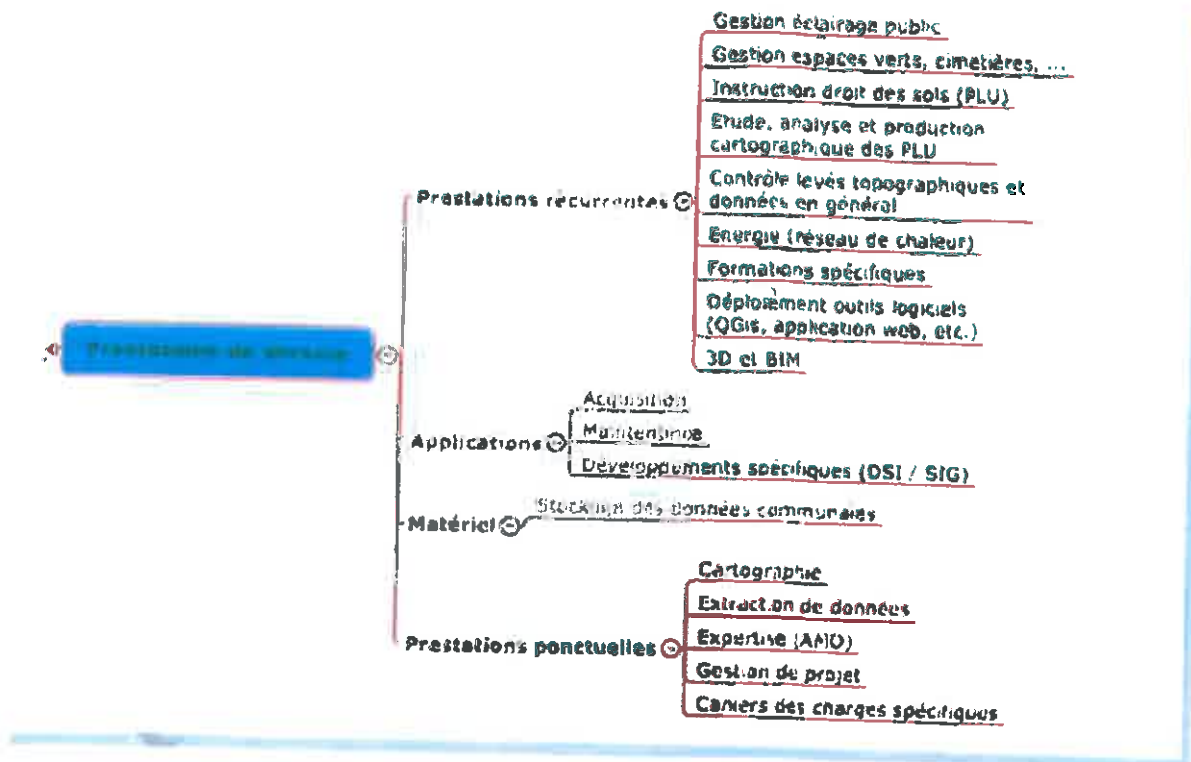 Gestion éclairage public
Gestion espaces verts, cimetières, ...
Instruction droit des sols (PLU)
Etude, analyse et production
cartographique des PLU
Contrôle levés topographiques et
données en général
Prestations récurrentes
Energie (réseau de chaleur)
Formations spécifiques
Déploiement outils logiciels
(QGis, application web, etc.)
3D et BIM
Acquisition
Maintenance
Applications
Développements spécifiques (DSI / SIG)
Stockage des données communales
Matériel
Cartographie
Extraction de données
Expertise (AMO)
Prestations ponctuelles
Gestion de projet
Cahiers des charges spécifiques